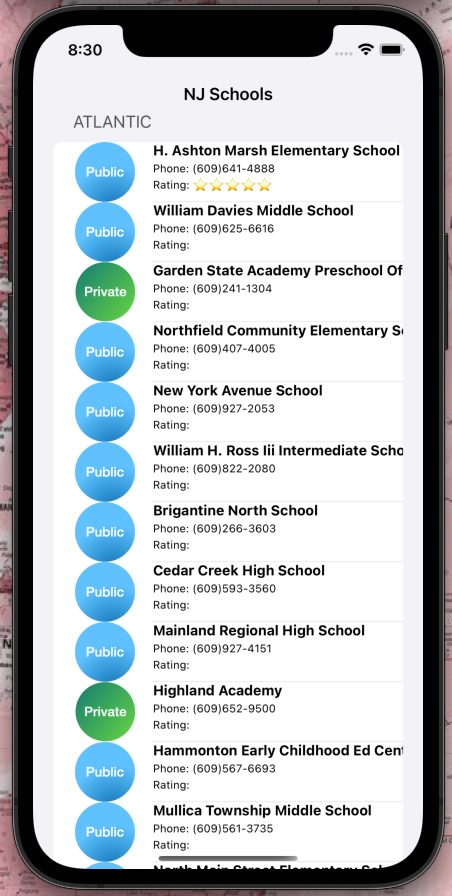 8:30
NJ Schools
ATLANTIC
Public
H. Ashton Marsh Elementary School
Phone: (609)641-4888
Rating: ⭐⭐⭐⭐⭐
Public
William Davies Middle School
Phone: (609)625-6616
Rating:
Private
Garden State Academy Preschool Of
Phone: (609)241-1304
Rating:
Public
Northfield Community Elementary Sc
Phone: (609)407-4005
Rating:
Public
New York Avenue School
Phone: (609)927-2053
Rating:
Public
William H. Ross Iii Intermediate Scho
Phone: (609)822-2080
Rating:
Public
Brigantine North School
Phone: (609)266-3603
Rating:
Public
Cedar Creek High School
Phone: (609)593-3560
Rating:
Public
Mainland Regional High School
Phone: (609)927-4151
Rating:
Private
Highland Academy
Phone: (609)652-9500
Rating:
Public
Hammonton Early Childhood Ed Cent
Phone: (609)567-6693
Rating:
Public
Mullica Township Middle School
Phone: (609)561-3735
Rating:
North Main Street Elementary Sch